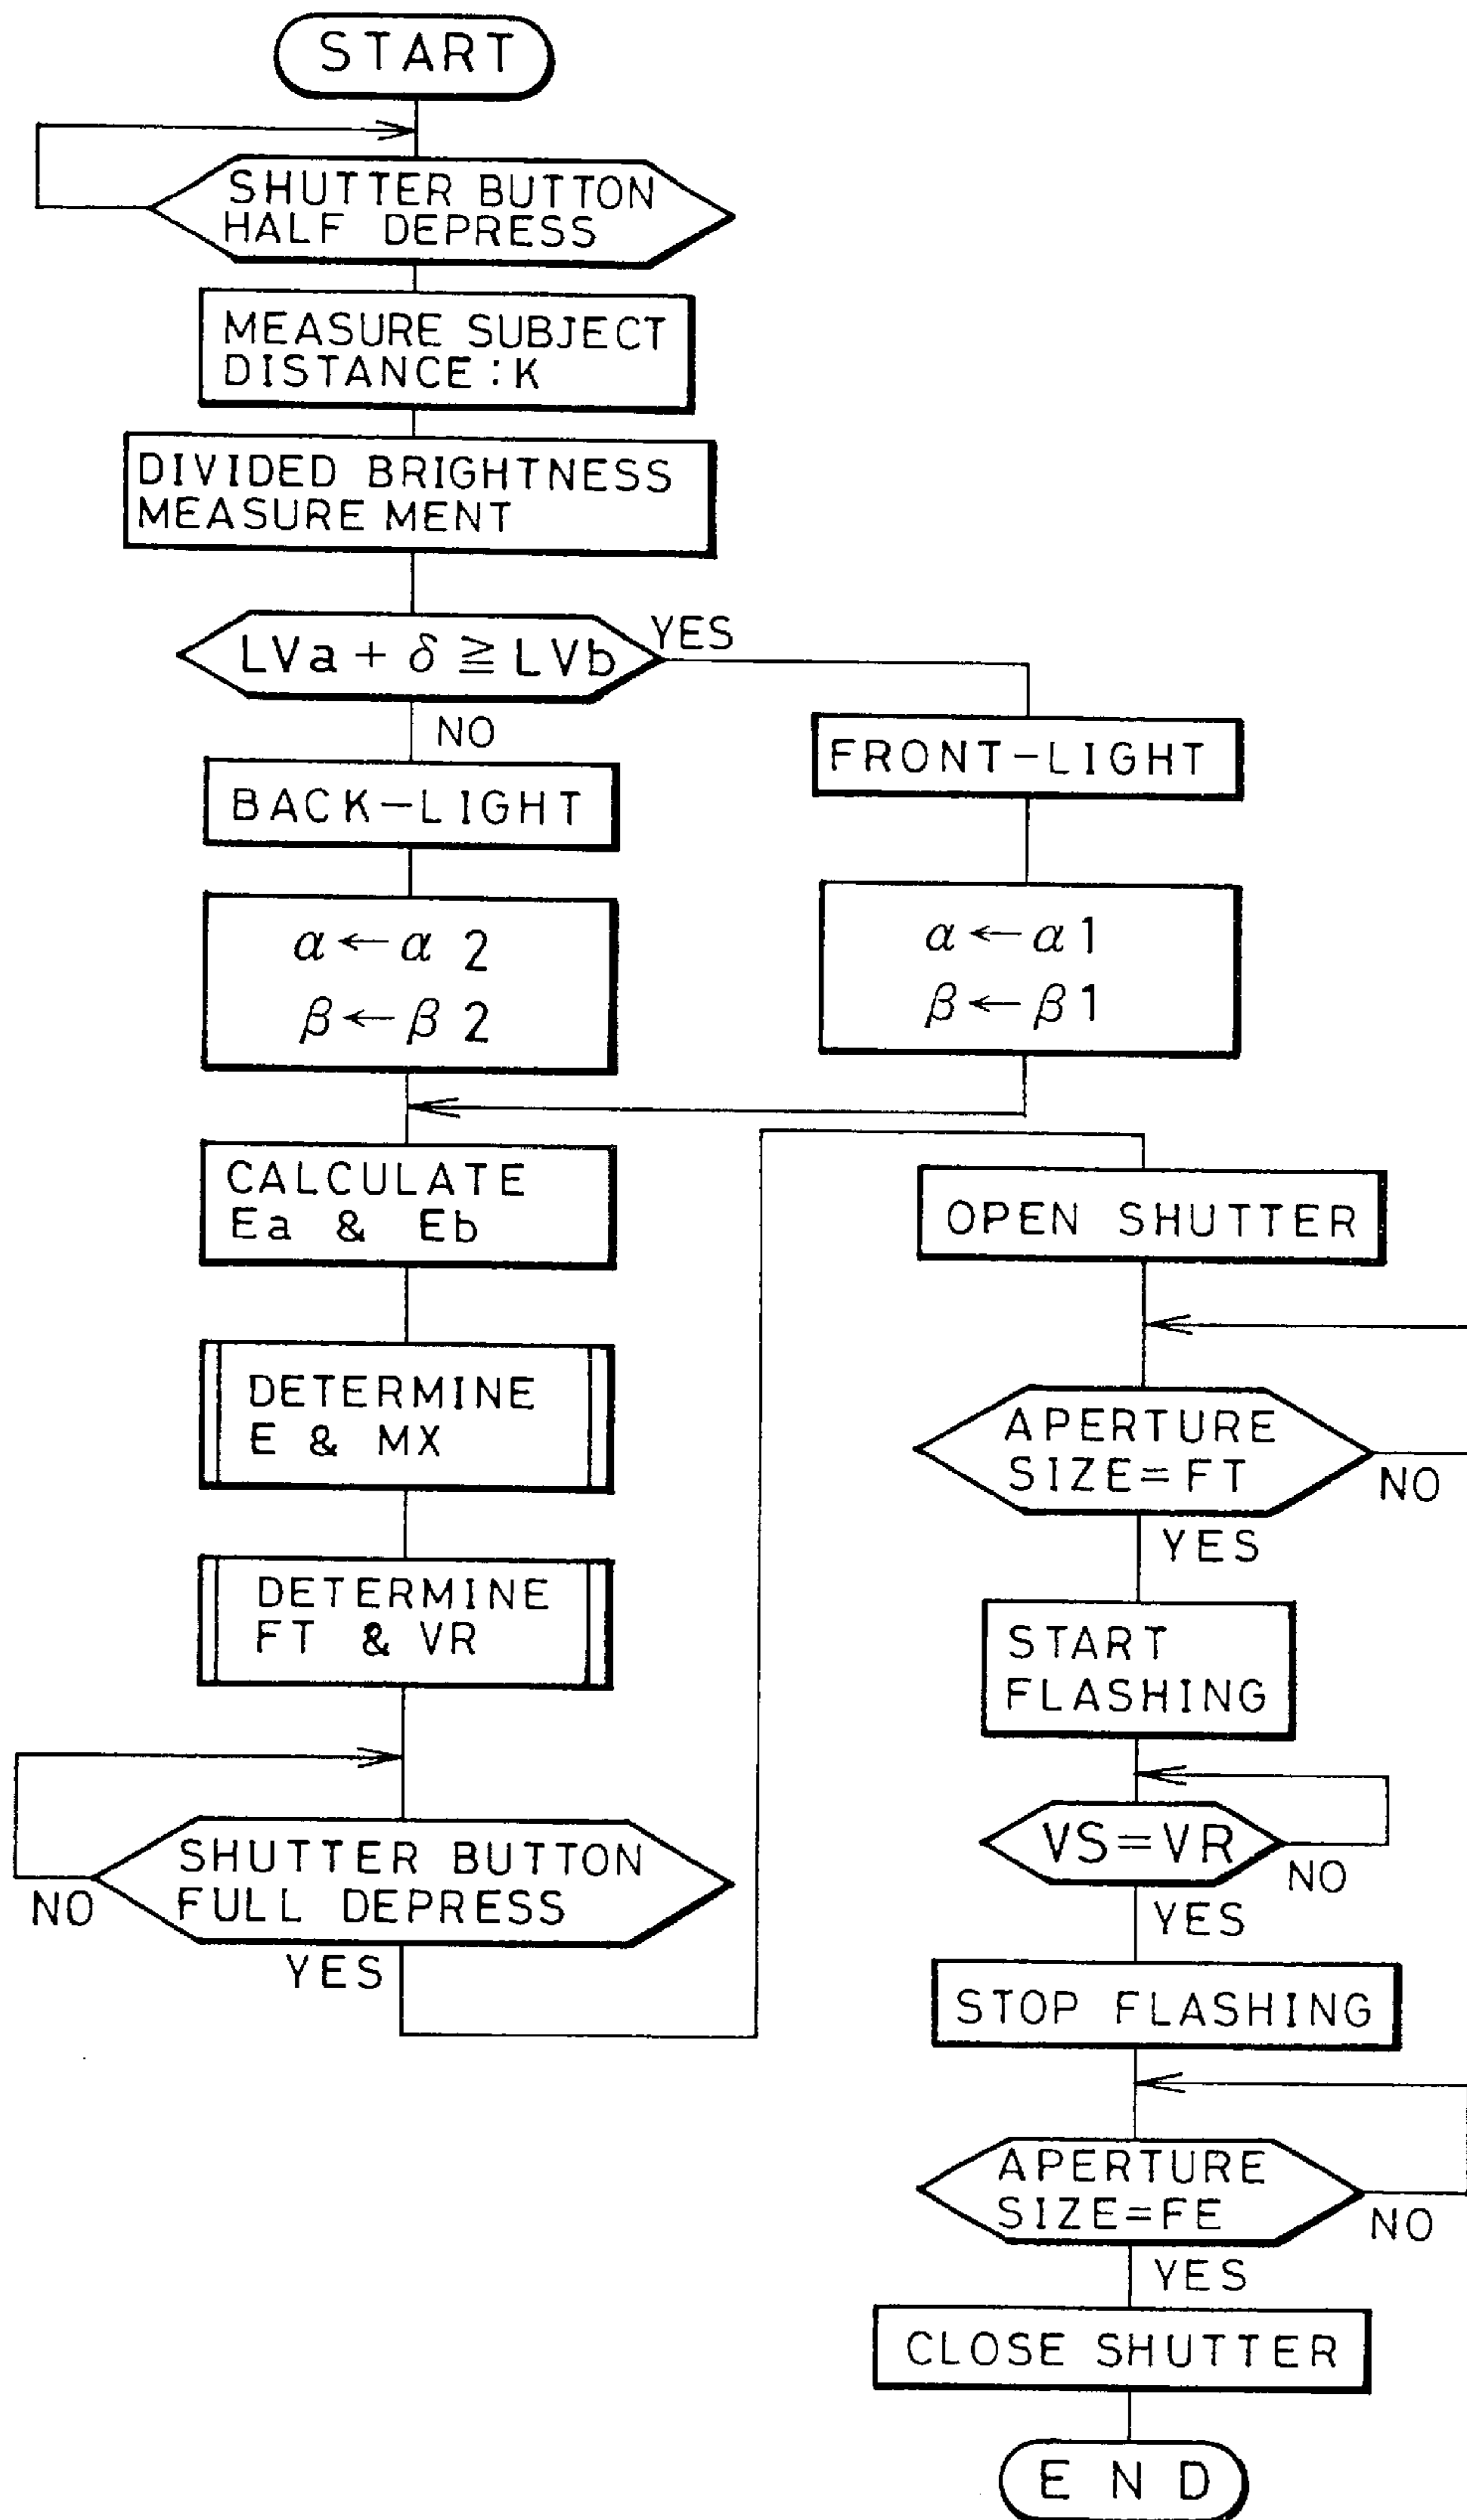 START
SHUTTER BUTTON
HALF DEPRESS
MEASURE SUBJECT
DISTANCE:K
DIVIDED BRIGHTNESS
MEASUREMENT
LVa + δ ≧ LVb
YES
NO
BACK-LIGHT
FRONT-LIGHT
α ← α 2
β ← β 2
α ← α 1
β ← β 1
CALCULATE
Ea & Eb
DETERMINE
E & MX
DETERMINE
FT & VR
SHUTTER BUTTON
FULL DEPRESS
NO
YES
OPEN SHUTTER
APERTURE
SIZE=FT
NO
YES
START
FLASHING
VS=VR
NO
YES
STOP FLASHING
APERTURE
SIZE=FE
NO
YES
CLOSE SHUTTER
END